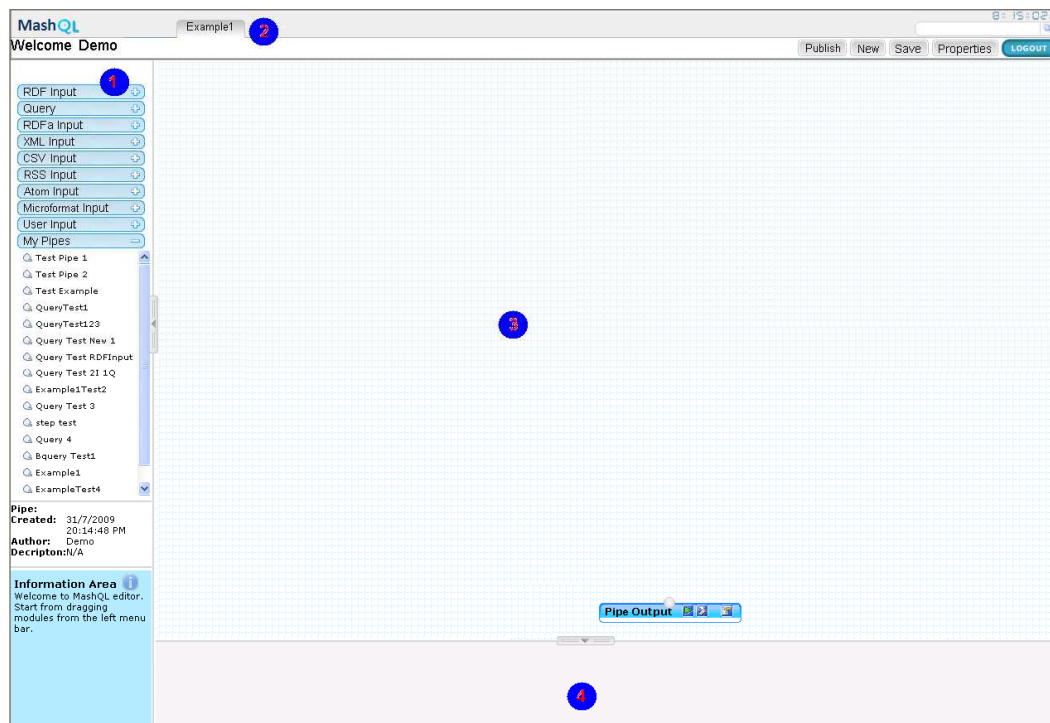 8:15:02
MashQL
Example1
2
Welcome Demo
Publish New Save Properties LOGOUT
1
RDF Input
Query
RDFa Input
XML Input
CSV Input
RSS Input
Atom Input
Microformat Input
User Input
My Pipes
Test Pipe 1
Test Pipe 2
Test Example
QueryTest1
QueryTest123
Query Test New 1
Query Test RDFInput
Query Test 2I 1Q
Example1Test2
Query Test 3
step test
Query 4
Bquery Test1
Example1
ExampleTest4
3
Pipe:
Created: 31/7/2009
20:14:48 PM
Author: Demo
Decripton:N/A
Information Area i
Welcome to MashQL editor.
Start from dragging
modules from the left menu
bar.
Pipe Output
4